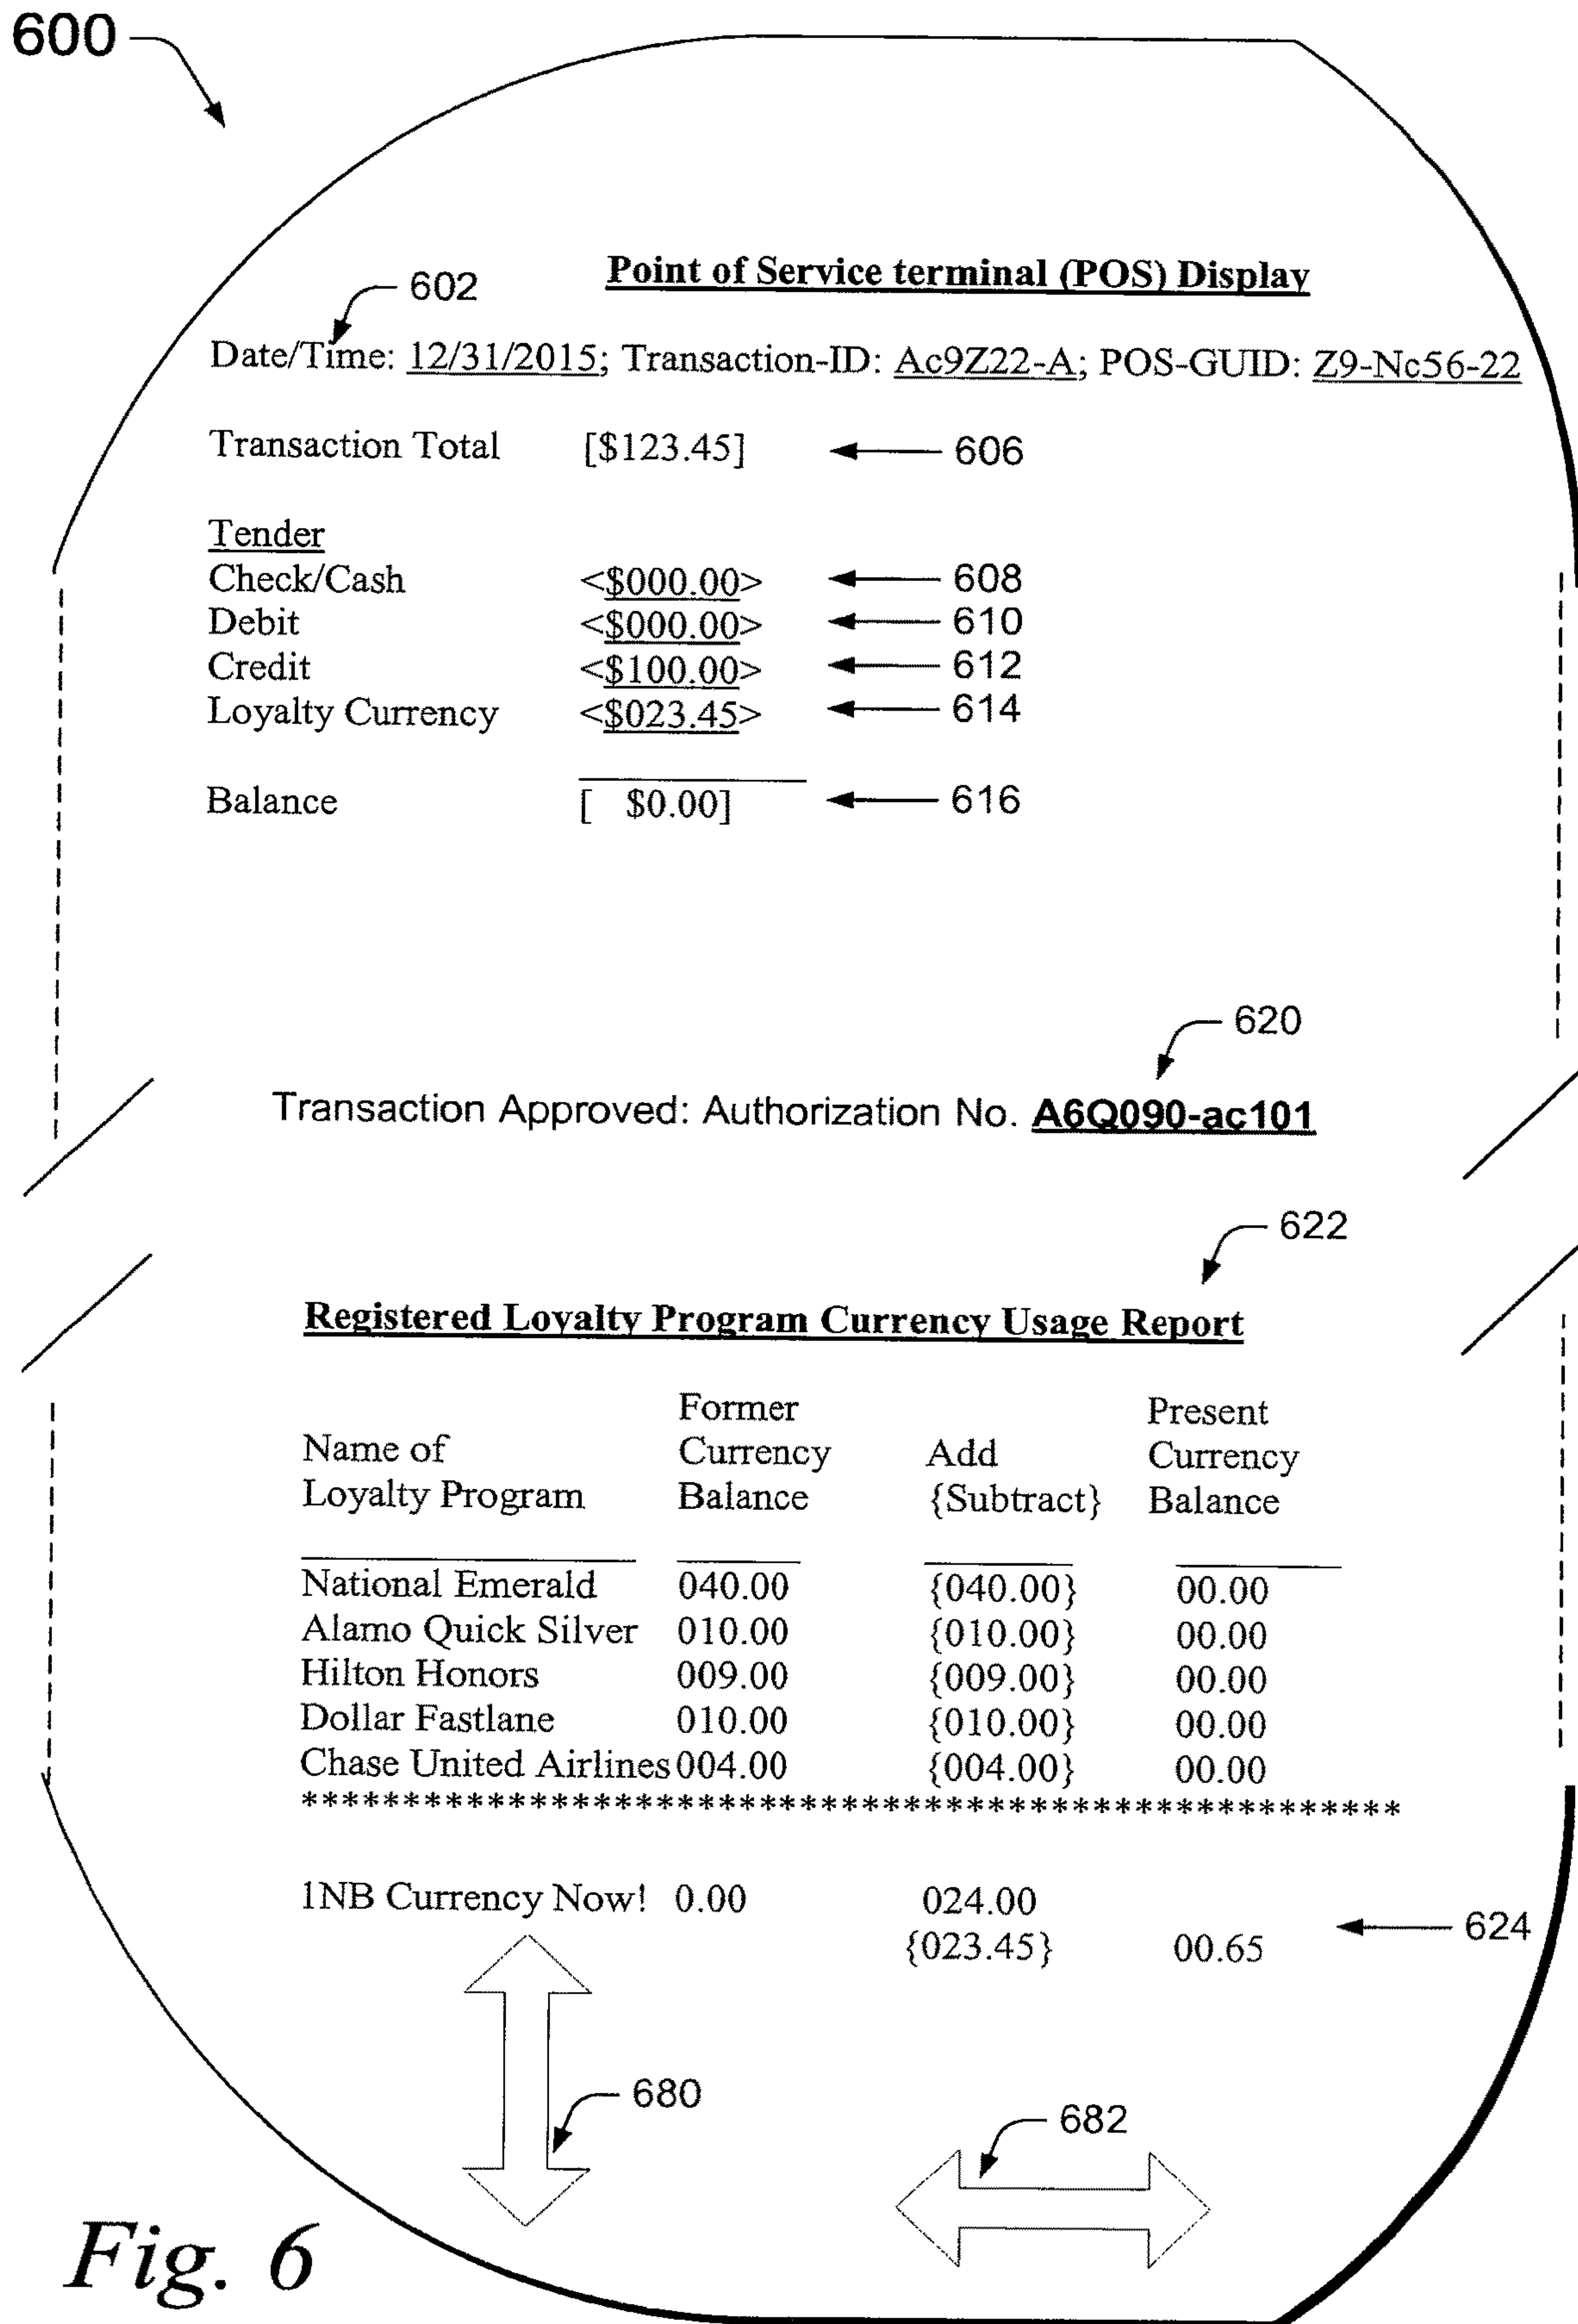 600
Point of Service terminal (POS) Display
602
Date/Time: 12/31/2015; Transaction-ID: Ac9Z22-A; POS-GUID: Z9-Nc56-22
Transaction Total [$123.45] 606
Tender
Check/Cash <$000.00> 608
Debit <$000.00> 610
Credit <$100.00> 612
Loyalty Currency <$023.45> 614
Balance [ $0.00] 616
620
Transaction Approved: Authorization No. A6Q090-ac101
622
Registered Loyalty Program Currency Usage Report
Former Present
Name of Currency Add Currency
Loyalty Program Balance {Subtract} Balance
National Emerald 040.00 {040.00} 00.00
Alamo Quick Silver 010.00 {010.00} 00.00
Hilton Honors 009.00 {009.00} 00.00
Dollar Fastlane 010.00 {010.00} 00.00
Chase United Airlines 004.00 {004.00} 00.00
****************************************************
1NB Currency Now! 0.00 024.00
{023.45} 00.65 624
680
682
Fig. 6